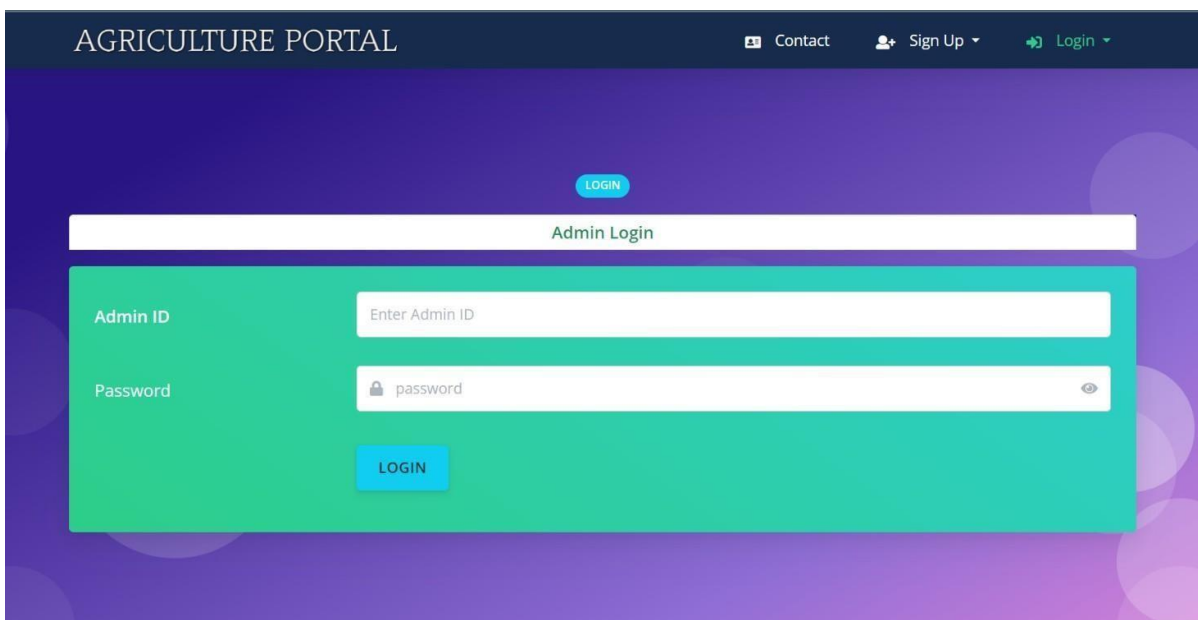 AGRICULTURE PORTAL Contact Sign Up Login
LOGIN
Admin Login
Admin ID Enter Admin ID
Password password
LOGIN